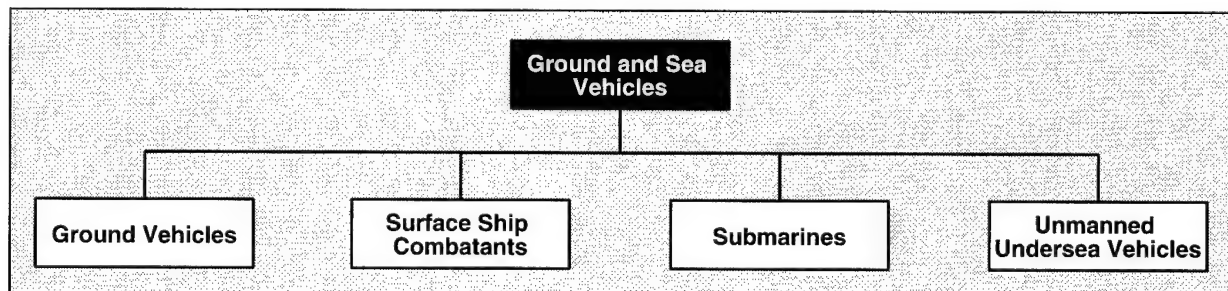 Ground and Sea
Vehicles
Ground Vehicles
Surface Ship
Combatants
Submarines
Unmanned
Undersea Vehicles